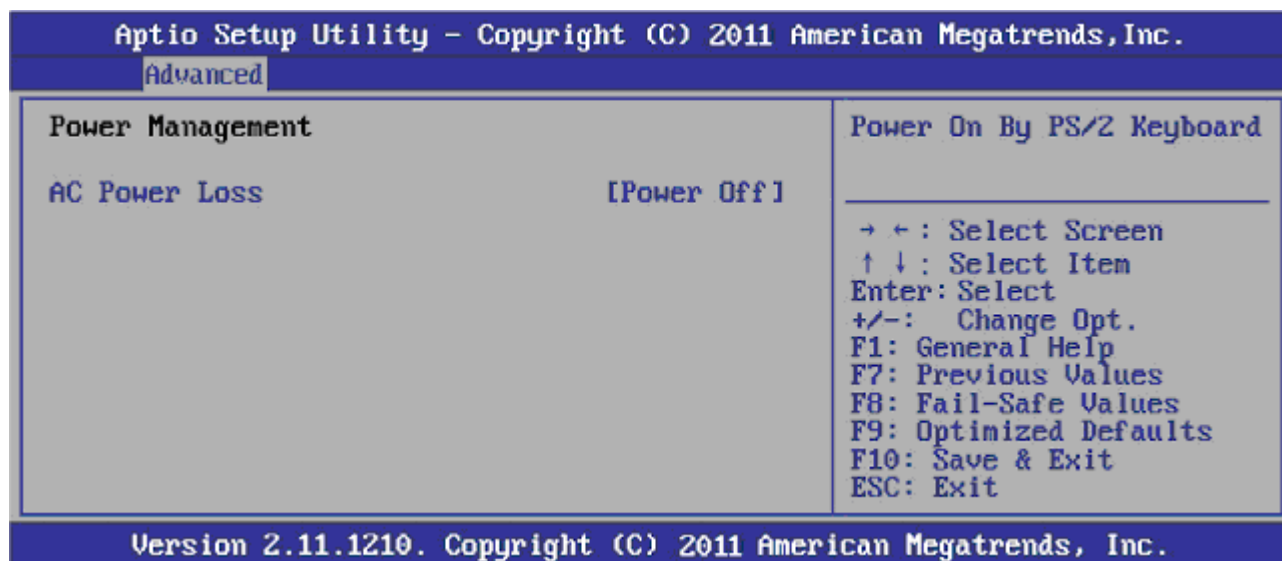 Aptio Setup Utility - Copyright (C) 2011 American Megatrends,Inc.
Advanced
Power Management
AC Power Loss [Power Off]
Power On By PS/2 Keyboard
→ ←: Select Screen
↑ ↓: Select Item
Enter: Select
+/-: Change Opt.
F1: General Help
F7: Previous Values
F8: Fail-Safe Values
F9: Optimized Defaults
F10: Save & Exit
ESC: Exit
Version 2.11.1210. Copyright (C) 2011 American Megatrends, Inc.